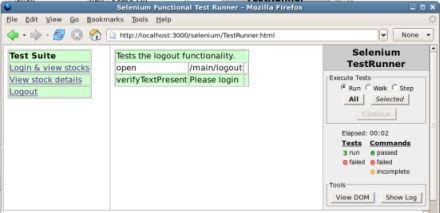 Selenium Functional Test Runner - Mozilla Firefox
File Edit View Go Bookmarks Tools Help
http://localhost:3000/selenium/TestRunner.html
None
Test Suite
Login & view stocks
View stock details
Logout
Tests the logout functionality.
open /main/logout
verifyTextPresent Please login
Selenium
TestRunner
Execute Tests
Run Walk Step
All Selected
Continue
Elapsed: 00:02
Tests Commands
3 run 6 passed
0 failed 0 failed
0 incomplete
Tools
View DOM Show Log